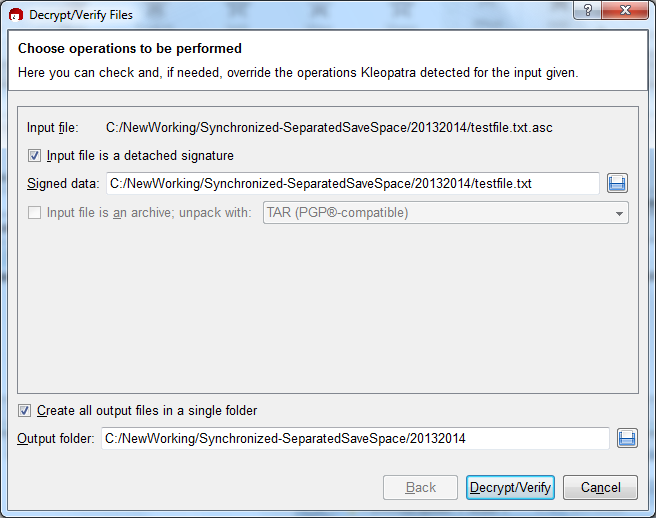 Decrypt/Verify Files
?
Choose operations to be performed
Here you can check and, if needed, override the operations Kleopatra detected for the input given.
Input file: C:/NewWorking/Synchronized-SeparatedSaveSpace/20132014/testfile.txt.asc
Input file is a detached signature
Signed data: C:/NewWorking/Synchronized-SeparatedSaveSpace/20132014/testfile.txt
Input file is an archive; unpack with: TAR (PGP®-compatible)
Create all output files in a single folder
Output folder: C:/NewWorking/Synchronized-SeparatedSaveSpace/20132014
Back Decrypt/Verify Cancel